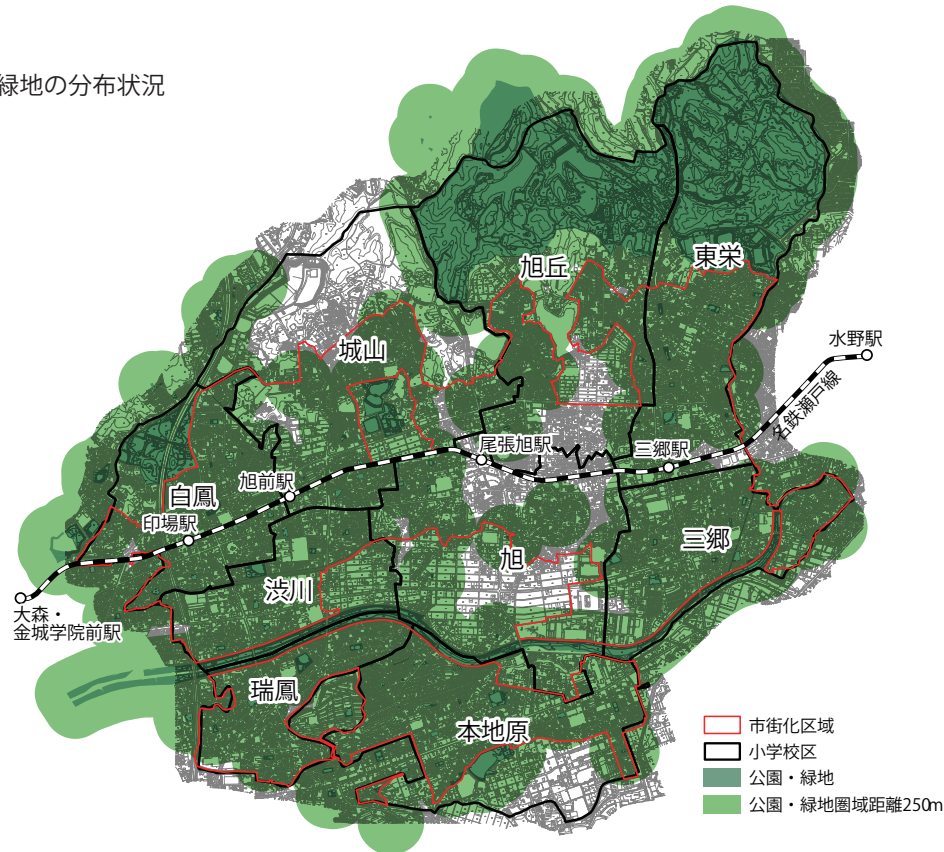 緑地の分布状況
東栄
旭丘
水野駅
城山
名鉄瀬戸線
尾張旭駅
三郷駅
旭前駅
白鳳
印場駅
三郷
旭
渋川
大森・
金城学院前駅
瑞鳳
本地原
市街化区域
小学校区
公園・緑地
公園・緑地圏域距離250m